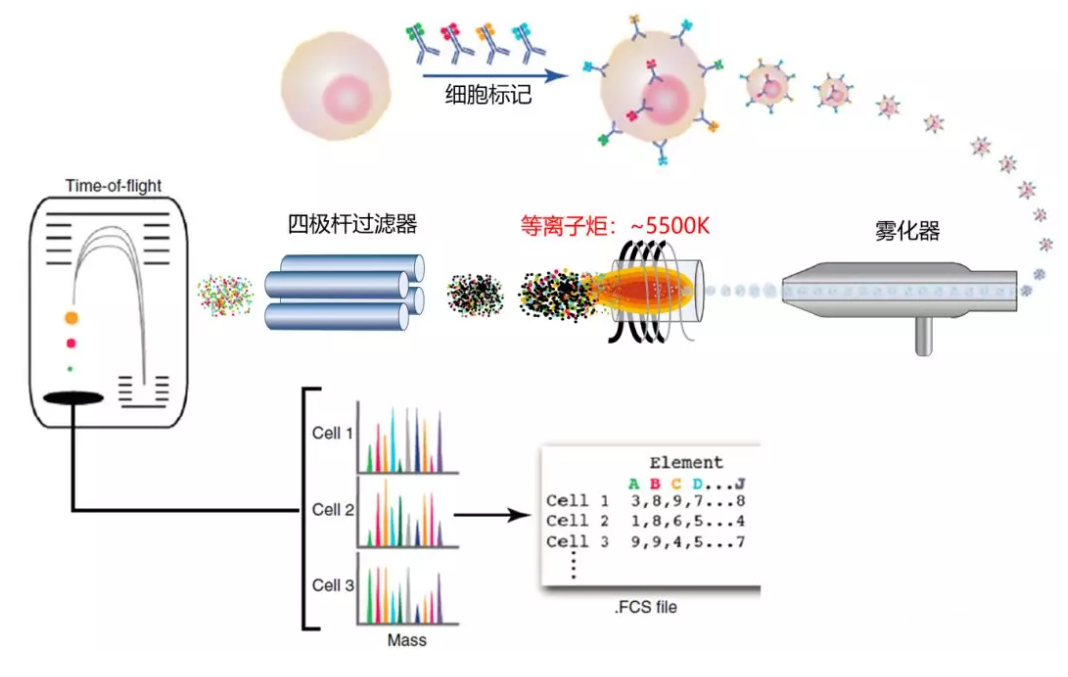 细胞标记
Time-of-flight
四极杆过滤器
等离子炬：~5500K
雾化器
Cell 1
Cell 2
Cell 3
Mass
Element
A B C D...J
Cell 1 3,8,9,7...8
Cell 2 1,8,6,5...4
Cell 3 9,9,4,5...7
.FCS file